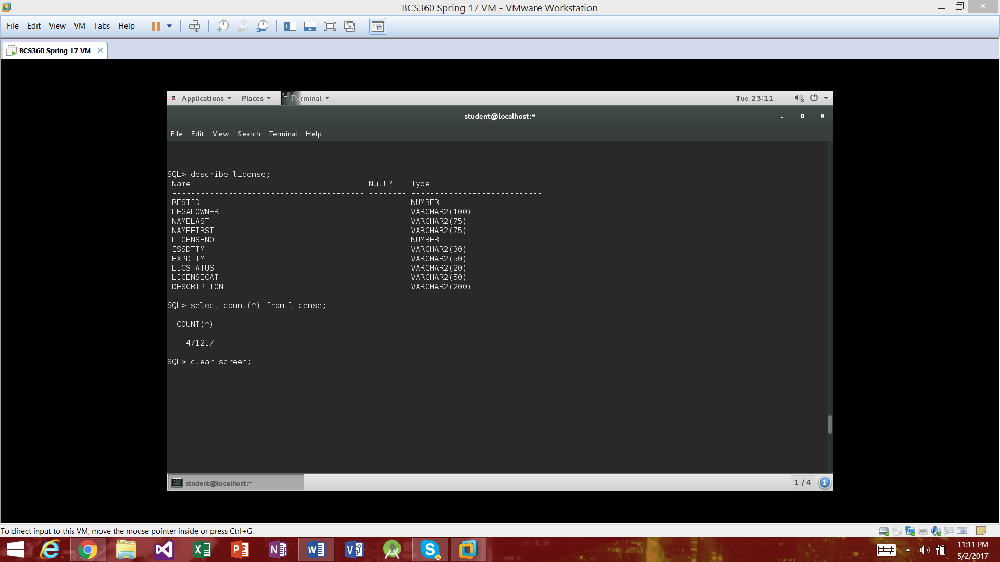 BCS360 Spring 17 VM - VMware Workstation
File Edit View VM Tabs Help
BCS360 Spring 17 VM
Applications Places Terminal Tue 23:11
student@localhost:~
File Edit View Search Terminal Help
SQL> describe license;
Name Null? Type
----------------------------------------- -------- ----------------------------
RESTID NUMBER
LEGALOWNER VARCHAR2(100)
NAMELAST VARCHAR2(75)
NAMEFIRST VARCHAR2(75)
LICENSENO NUMBER
ISSDTTM VARCHAR2(30)
EXPDTTM VARCHAR2(50)
LICSTATUS VARCHAR2(20)
LICENSECAT VARCHAR2(50)
DESCRIPTION VARCHAR2(200)
SQL> select count(*) from license;
COUNT(*)
----------
471217
SQL> clear screen;
student@localhost:~ 1 / 4 1
To direct input to this VM, move the mouse pointer inside or press Ctrl+G.
11:11 PM
5/2/2017